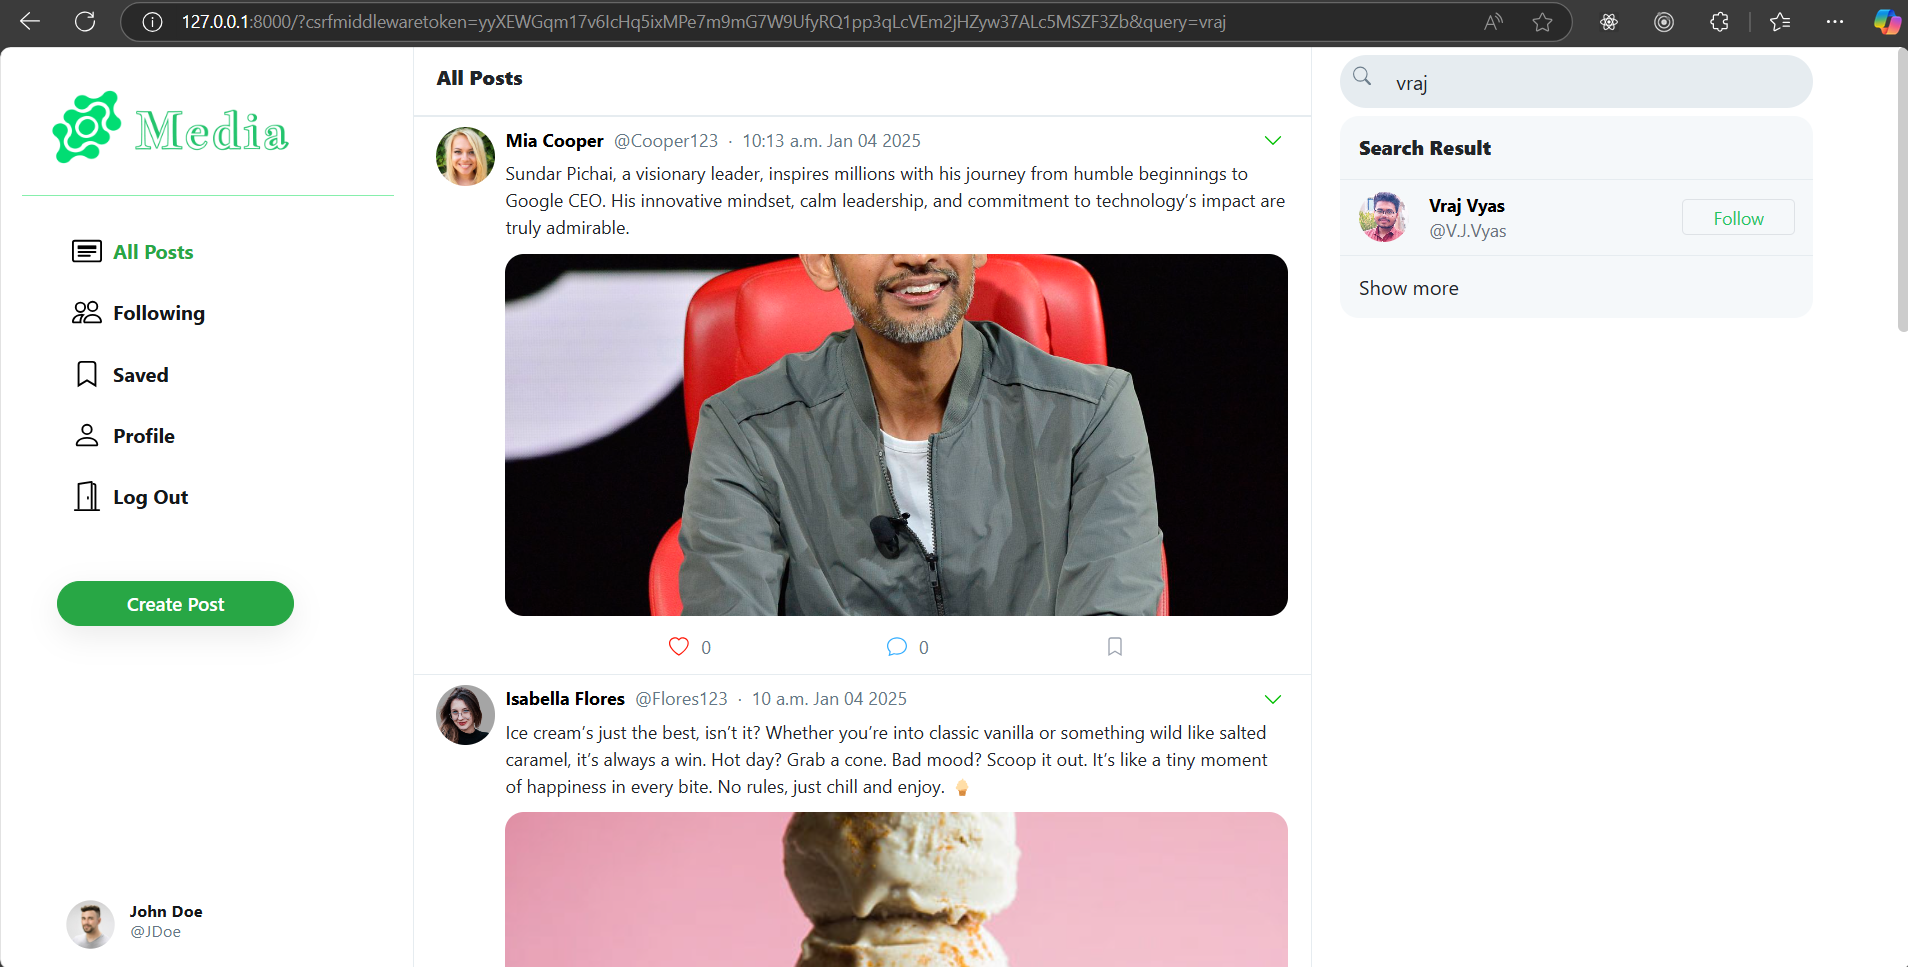 127.0.0.1:8000/?csrfmiddlewaretoken=yyXEWGqm17v6IcHq5ixMPe7m9mG7W9UfyRQ1pp3qLcVEm2jHZyw37ALc5MSZF3Zb&query=vraj
Media
All Posts
Following
Saved
Profile
Log Out
Create Post
John Doe
@JDoe
All Posts
Mia Cooper @Cooper123 · 10:13 a.m. Jan 04 2025
Sundar Pichai, a visionary leader, inspires millions with his journey from humble beginnings to
Google CEO. His innovative mindset, calm leadership, and commitment to technology’s impact are
truly admirable.
0 0
Isabella Flores @Flores123 · 10 a.m. Jan 04 2025
Ice cream’s just the best, isn’t it? Whether you’re into classic vanilla or something wild like salted
caramel, it’s always a win. Hot day? Grab a cone. Bad mood? Scoop it out. It’s like a tiny moment
of happiness in every bite. No rules, just chill and enjoy. 🍦
vraj
Search Result
Vraj Vyas
@V.J.Vyas
Follow
Show more